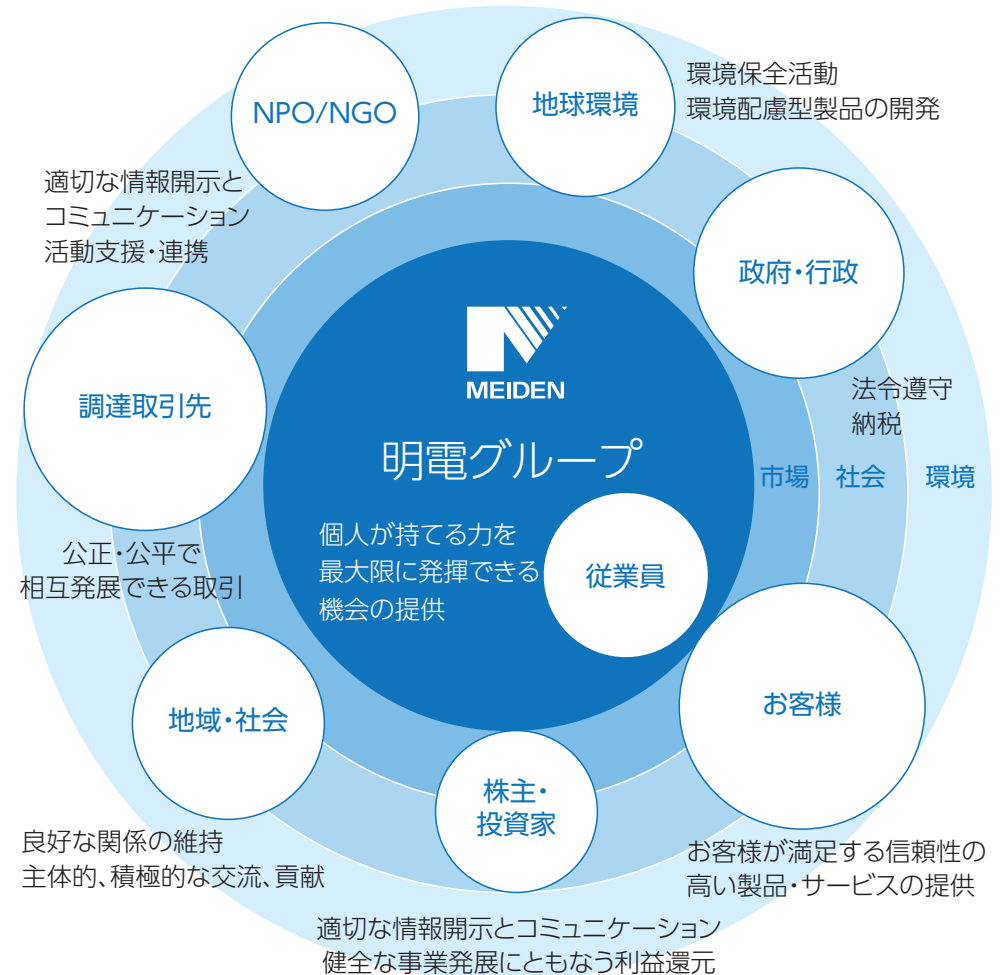 NPO/NGO
適切な情報開示と
コミュニケーション
活動支援・連携
地球環境
環境保全活動
環境配慮型製品の開発
政府・行政
法令遵守
納税
調達取引先
公正・公平で
相互発展できる取引
MEIDEN
明電グループ
個人が持てる力を
最大限に発揮できる
機会の提供
従業員
市場
社会
環境
地域・社会
良好な関係の維持
主体的、積極的な交流、貢献
株主・
投資家
適切な情報開示とコミュニケーション
健全な事業発展にともなう利益還元
お客様
お客様が満足する信頼性の
高い製品・サービスの提供